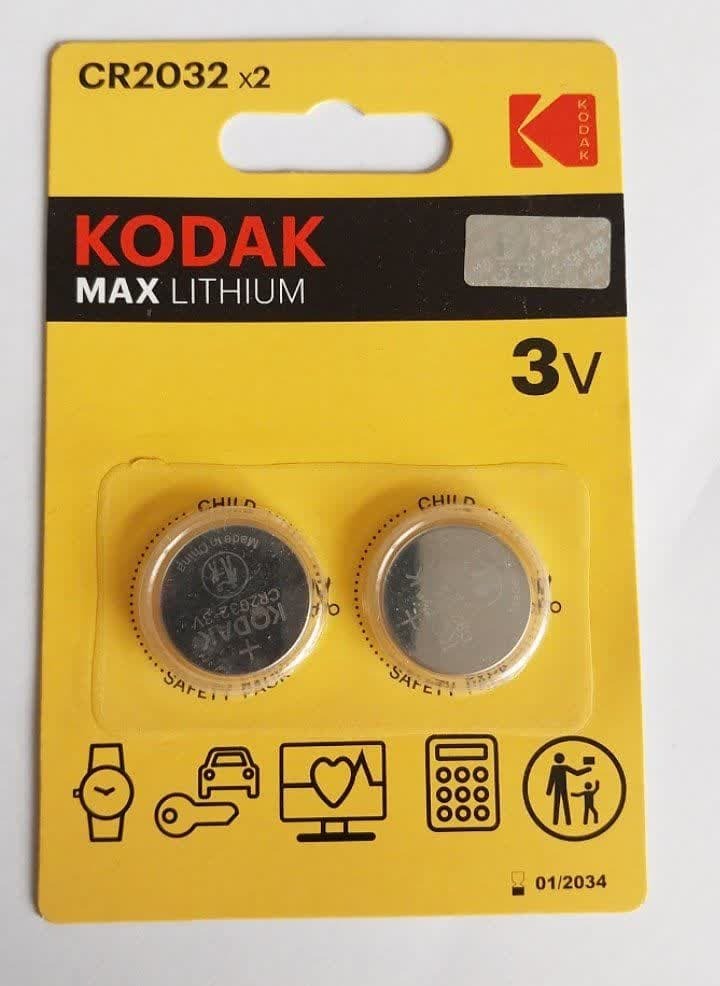 CR2032 x2
KODAK
KODAK
MAX LITHIUM
3V
CHILD
SAFETY PACK
Made in China
CR2032 3V
KODAK
+
CHILD
SAFETY PACK
+
01/2034